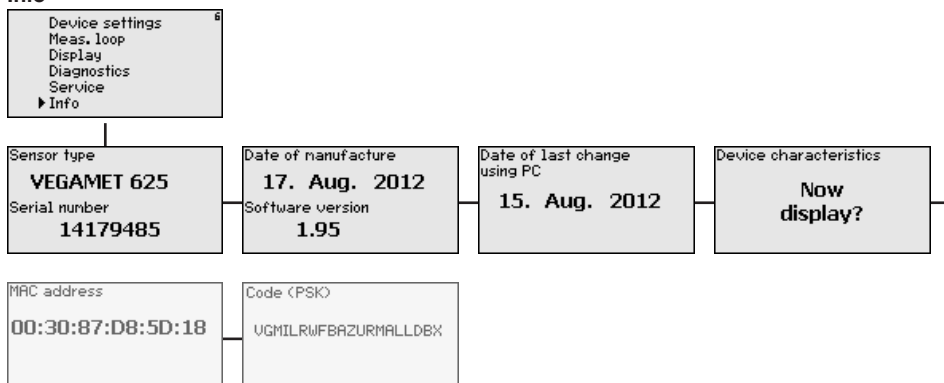 Info
Device settings
6
Meas. loop
Display
Diagnostics
Service
Info
Sensor type
VEGAMET 625
Serial number
14179485
Date of manufacture
17. Aug. 2012
Software version
1.95
Date of last change
using PC
15. Aug. 2012
Device characteristics
Now
display?
MAC address
00:30:87:D8:5D:18
Code (PSK)
VGMILRWFBAZURMALLDBX